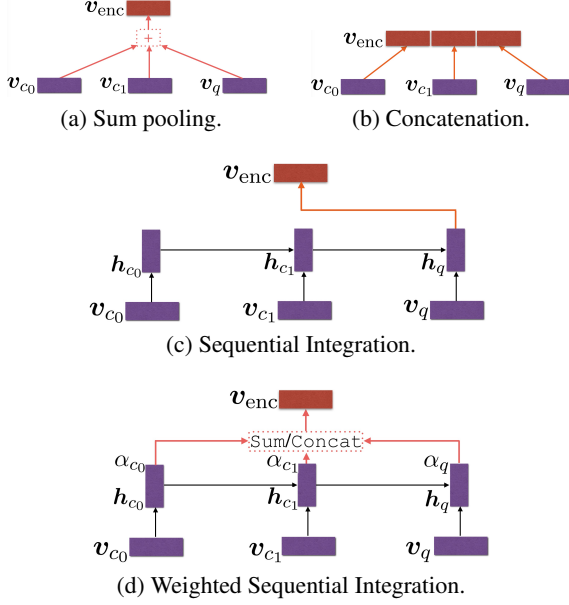 v_enc
+
v_c0 v_c1 v_q
(a) Sum pooling.
v_enc
v_c0 v_c1 v_q
(b) Concatenation.
v_enc
h_c0 h_c1 h_q
v_c0 v_c1 v_q
(c) Sequential Integration.
v_enc
Sum/Concat
α_c0 α_c1 α_q
h_c0 h_c1 h_q
v_c0 v_c1 v_q
(d) Weighted Sequential Integration.